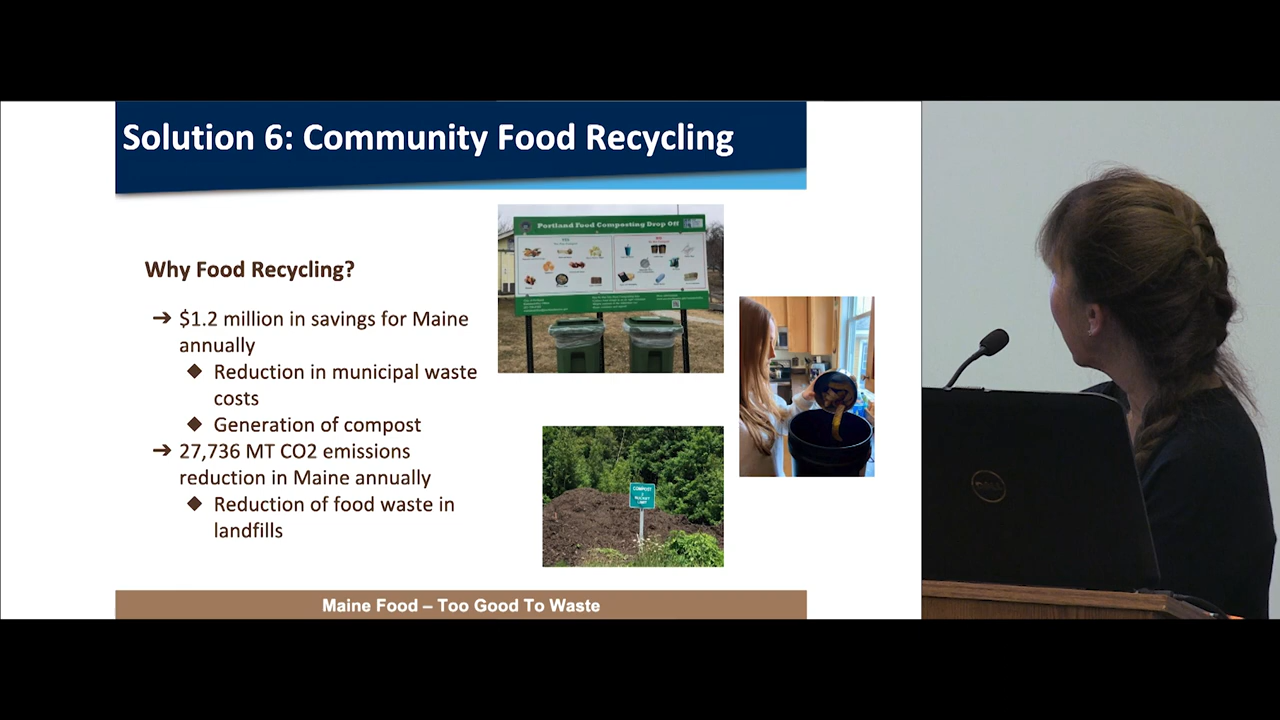 Solution 6: Community Food Recycling
Why Food Recycling?
➔ $1.2 million in savings for Maine
annually
◆ Reduction in municipal waste
costs
◆ Generation of compost
➔ 27,736 MT CO2 emissions
reduction in Maine annually
◆ Reduction of food waste in
landfills
Portland Food Composting Drop Off
COMPOST
Maine Food – Too Good To Waste
DELL